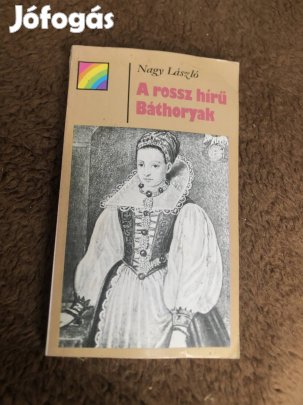 Jófogás
Nagy László
A rossz hírű
Báthoryak